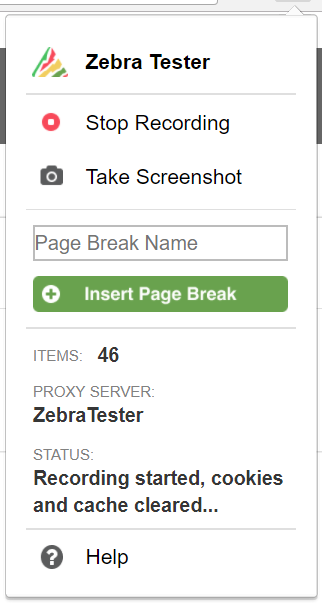 Zebra Tester
Stop Recording
Take Screenshot
Page Break Name
Insert Page Break
ITEMS: 46
PROXY SERVER:
ZebraTester
STATUS:
Recording started, cookies
and cache cleared...
Help